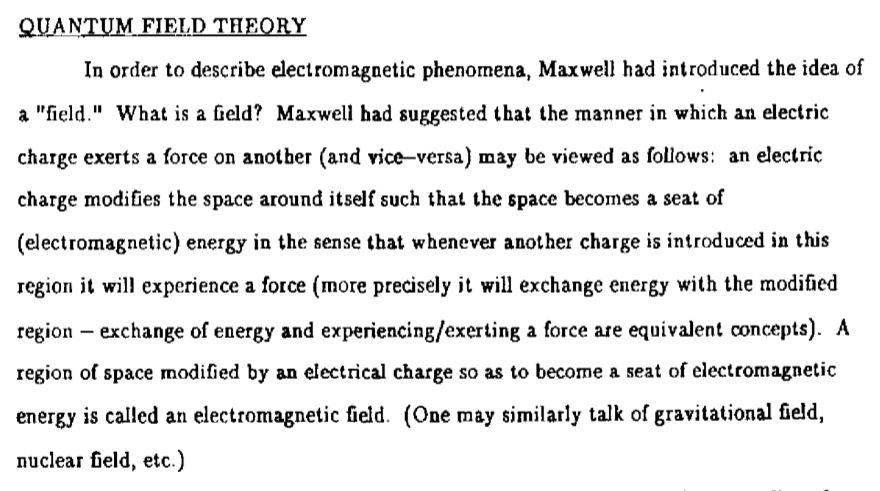 QUANTUM FIELD THEORY
In order to describe electromagnetic phenomena, Maxwell had introduced the idea of
a "field." What is a field? Maxwell had suggested that the manner in which an electric
charge exerts a force on another (and vice–versa) may be viewed as follows: an electric
charge modifies the space around itself such that the space becomes a seat of
(electromagnetic) energy in the sense that whenever another charge is introduced in this
region it will experience a force (more precisely it will exchange energy with the modified
region – exchange of energy and experiencing/exerting a force are equivalent concepts). A
region of space modified by an electrical charge so as to become a seat of electromagnetic
energy is called an electromagnetic field. (One may similarly talk of gravitational field,
nuclear field, etc.)